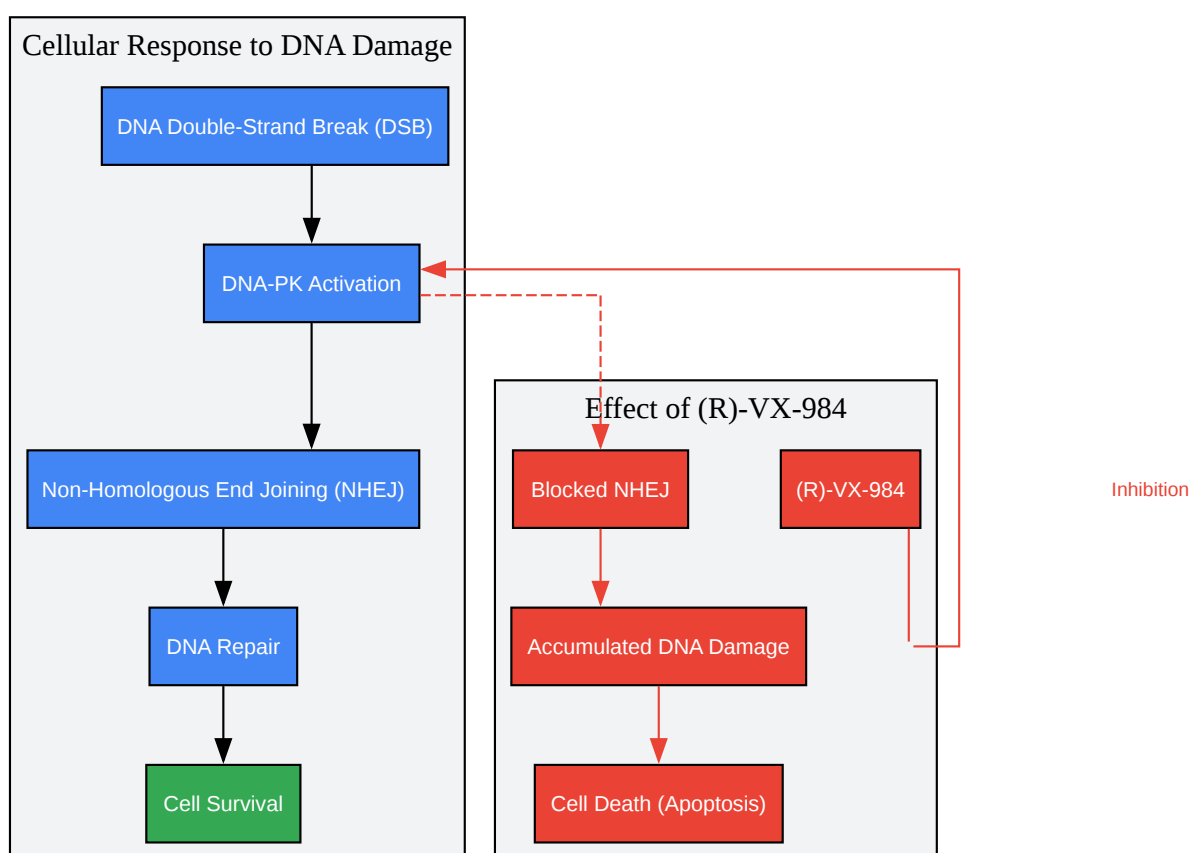 Cellular Response to DNA Damage
DNA Double-Strand Break (DSB)
DNA-PK Activation
Non-Homologous End Joining (NHEJ)
DNA Repair
Cell Survival
Effect of (R)-VX-984
Blocked NHEJ
(R)-VX-984
Accumulated DNA Damage
Cell Death (Apoptosis)
Inhibition